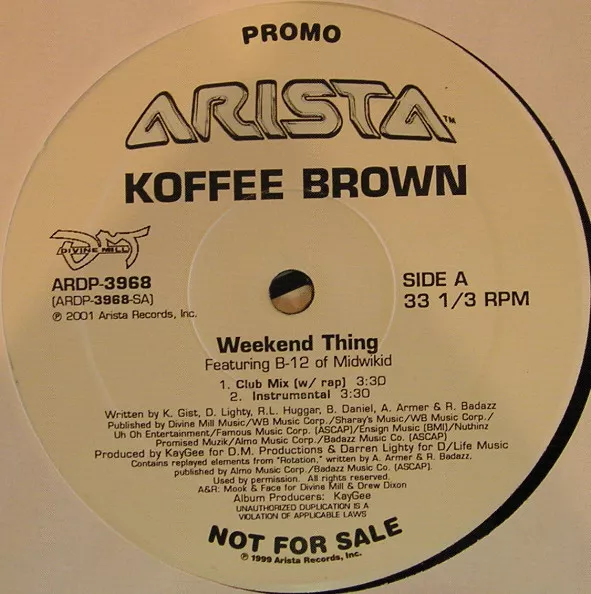 PROMO
ARISTA™
KOFFEE BROWN
DM
DIVINE MILL
ARDP-3968
(ARDP-3968-SA)
℗ 2001 Arista Records, Inc.
SIDE A
33 1/3 RPM
Weekend Thing
Featuring B-12 of Midwikid
1. Club Mix (w/ rap) 3:30
2. Instrumental 3:30
Written by K. Gist, D. Lighty, R.L. Huggar, B. Daniel, A. Armer & R. Badazz
Published by Divine Mill Music/WB Music Corp./Sharay's Music/WB Music Corp./
Uh Oh Entertainment/Famous Music Corp. (ASCAP)/Ensign Music (BMI)/Nuthinz
Promised Muzik/Almo Music Corp./Badazz Music Co. (ASCAP)
Produced by KayGee for D.M. Productions & Darren Lighty for D/Life Music
Contains replayed elements from "Rotation," written by A. Armer & R. Badazz,
published by Almo Music Corp./Badazz Music Co. (ASCAP).
Used by permission. All rights reserved.
A&R: Mook & Face for Divine Mill & Drew Dixon
Album Producers: KayGee
UNAUTHORIZED DUPLICATION IS A
VIOLATION OF APPLICABLE LAWS
NOT FOR SALE
℗ 1999 Arista Records, Inc.